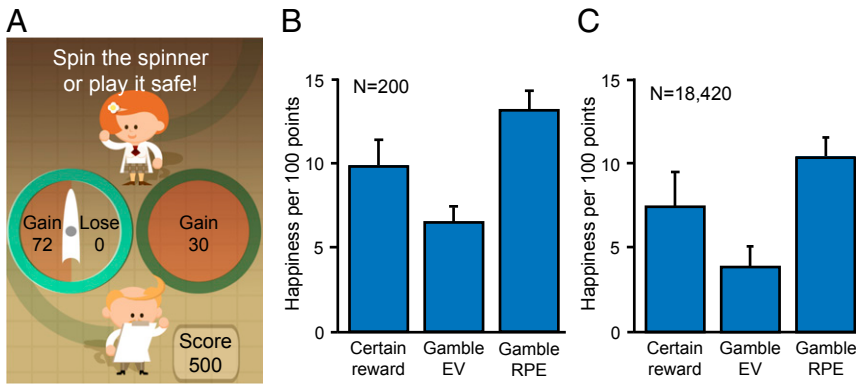 A
Spin the spinner
or play it safe!
Gain
72
Lose
0
Gain
30
Score
500
B
Happiness per 100 points
15
10
5
0
N=200
Certain
reward
Gamble
EV
Gamble
RPE
C
Happiness per 100 points
15
10
5
0
N=18,420
Certain
reward
Gamble
EV
Gamble
RPE